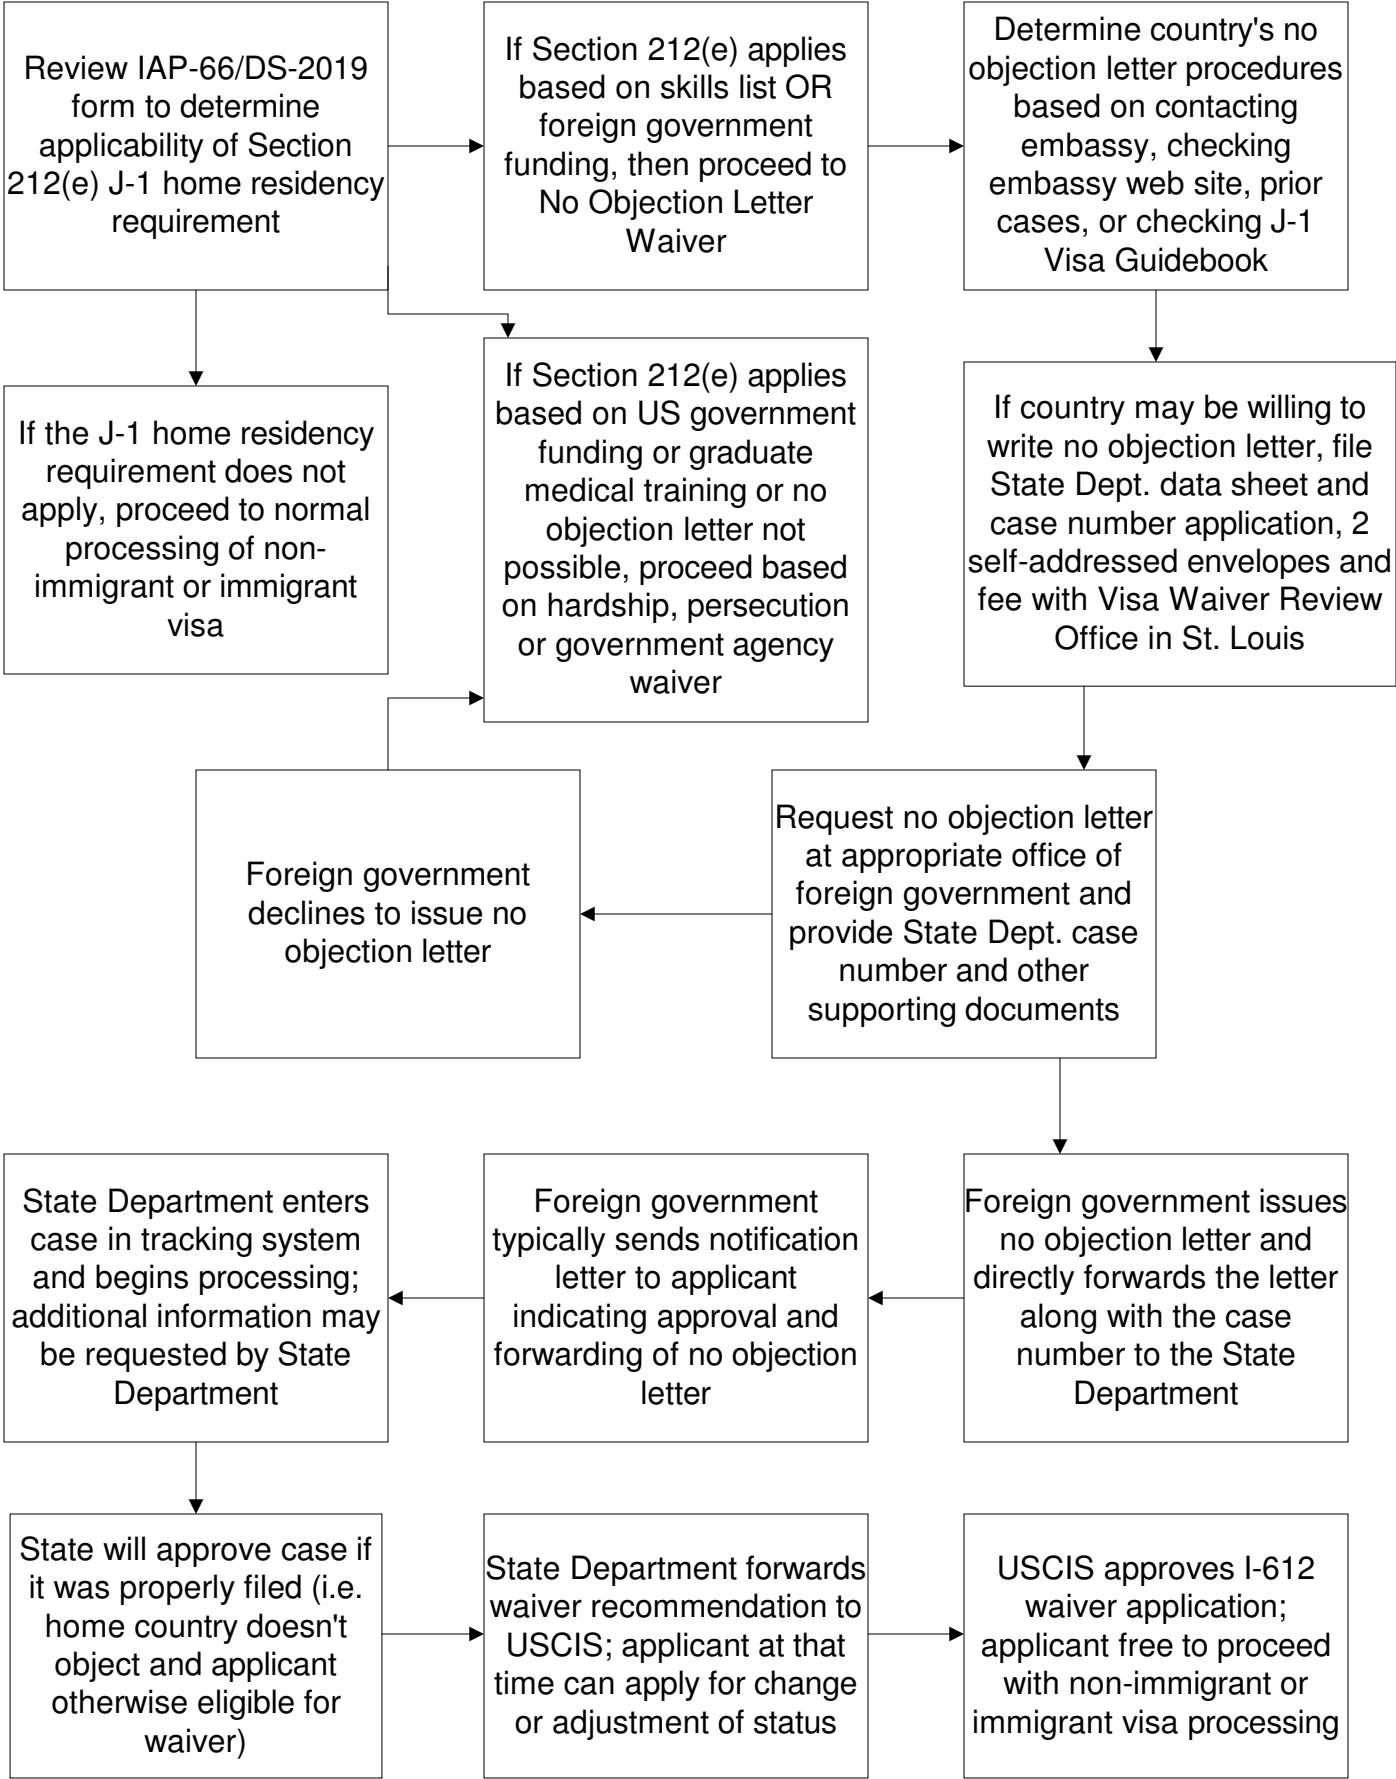 Review IAP-66/DS-2019
form to determine
applicability of Section
212(e) J-1 home residency
requirement
If Section 212(e) applies
based on skills list OR
foreign government
funding, then proceed to
No Objection Letter
Waiver
Determine country's no
objection letter procedures
based on contacting
embassy, checking
embassy web site, prior
cases, or checking J-1
Visa Guidebook
If the J-1 home residency
requirement does not
apply, proceed to normal
processing of non-
immigrant or immigrant
visa
If Section 212(e) applies
based on US government
funding or graduate
medical training or no
objection letter not
possible, proceed based
on hardship, persecution
or government agency
waiver
If country may be willing to
write no objection letter, file
State Dept. data sheet and
case number application, 2
self-addressed envelopes and
fee with Visa Waiver Review
Office in St. Louis
Foreign government
declines to issue no
objection letter
Request no objection letter
at appropriate office of
foreign government and
provide State Dept. case
number and other
supporting documents
State Department enters
case in tracking system
and begins processing;
additional information may
be requested by State
Department
Foreign government
typically sends notification
letter to applicant
indicating approval and
forwarding of no objection
letter
Foreign government issues
no objection letter and
directly forwards the letter
along with the case
number to the State
Department
State will approve case if
it was properly filed (i.e.
home country doesn't
object and applicant
otherwise eligible for
waiver)
State Department forwards
waiver recommendation to
USCIS; applicant at that
time can apply for change
or adjustment of status
USCIS approves I-612
waiver application;
applicant free to proceed
with non-immigrant or
immigrant visa processing